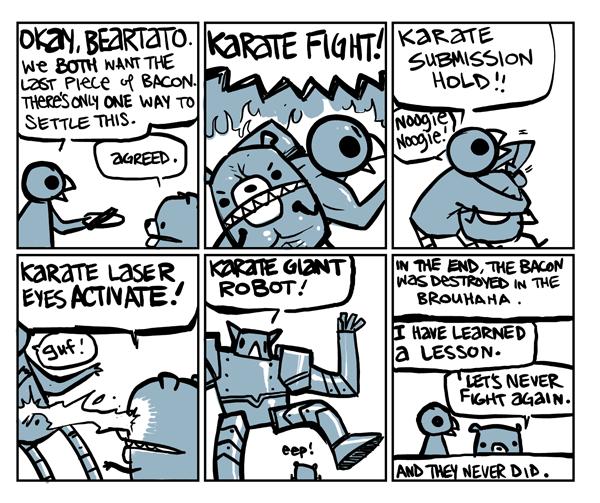 OKAY, BEARTATO.
WE BOTH WANT THE
LAST PIECE of BACON.
THERE'S ONLY ONE WAY TO
SETTLE THIS.
AGREED.
KARATE FIGHT!
KARATE
SUBMISSION
HOLD!!
NOOGIE
NOOGIE!
KARATE LASER
EYES ACTIVATE!
guf!
KARATE GIANT
ROBOT!
eep!
IN THE END, THE BACON
WAS DESTROYED IN THE
BROUHAHA.
I HAVE LEARNED
A LESSON.
LET'S NEVER
FIGHT AGAIN.
AND THEY NEVER DID.